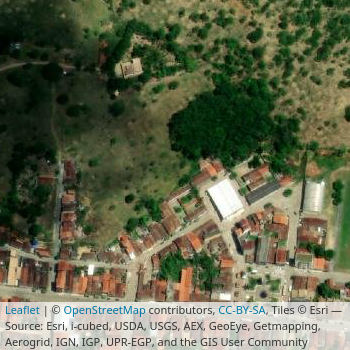 Leaflet | © OpenStreetMap contributors, CC-BY-SA, Tiles © Esri —
Source: Esri, i-cubed, USDA, USGS, AEX, GeoEye, Getmapping,
Aerogrid, IGN, IGP, UPR-EGP, and the GIS User Community